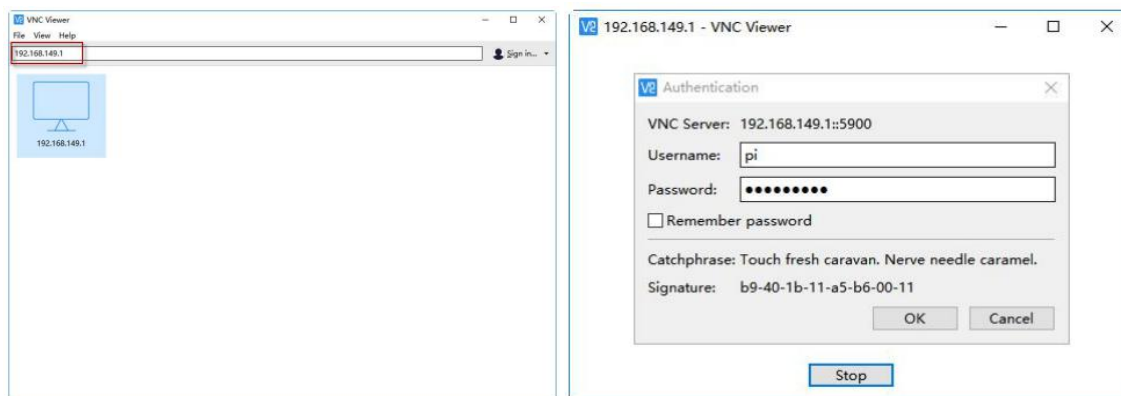 VNC Viewer
File View Help
192.168.149.1
Sign in...
192.168.149.1
192.168.149.1 - VNC Viewer
Authentication
VNC Server: 192.168.149.1::5900
Username: pi
Password: ●●●●●●●●●
Remember password
Catchphrase: Touch fresh caravan. Nerve needle caramel.
Signature: b9-40-1b-11-a5-b6-00-11
OK Cancel
Stop